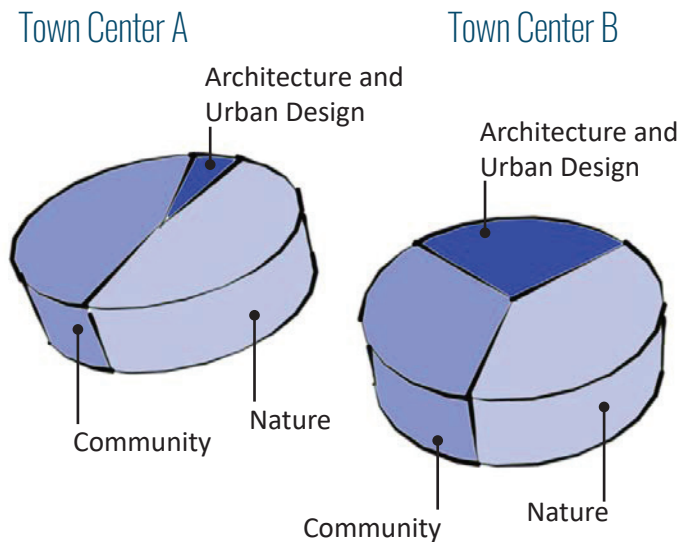 Town Center A
Town Center B
Architecture and
Urban Design
Architecture and
Urban Design
Nature
Community
Nature
Community